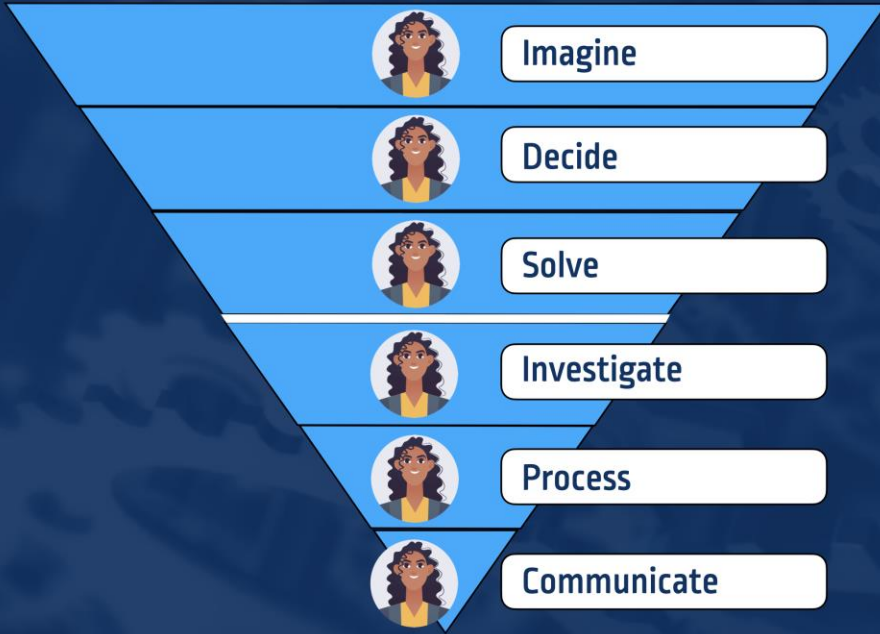 Imagine
Decide
Solve
Investigate
Process
Communicate